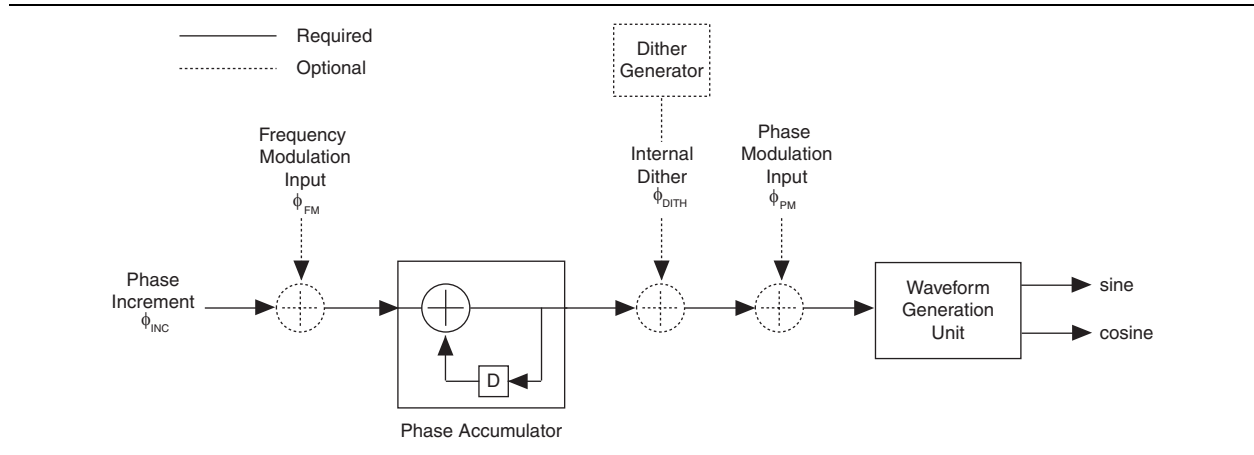 Required
Optional
Dither
Generator
Frequency
Modulation
Input
ϕFM
Internal
Dither
ϕDITH
Phase
Modulation
Input
ϕPM
Phase
Increment
ϕINC
D
Phase Accumulator
Waveform
Generation
Unit
sine
cosine